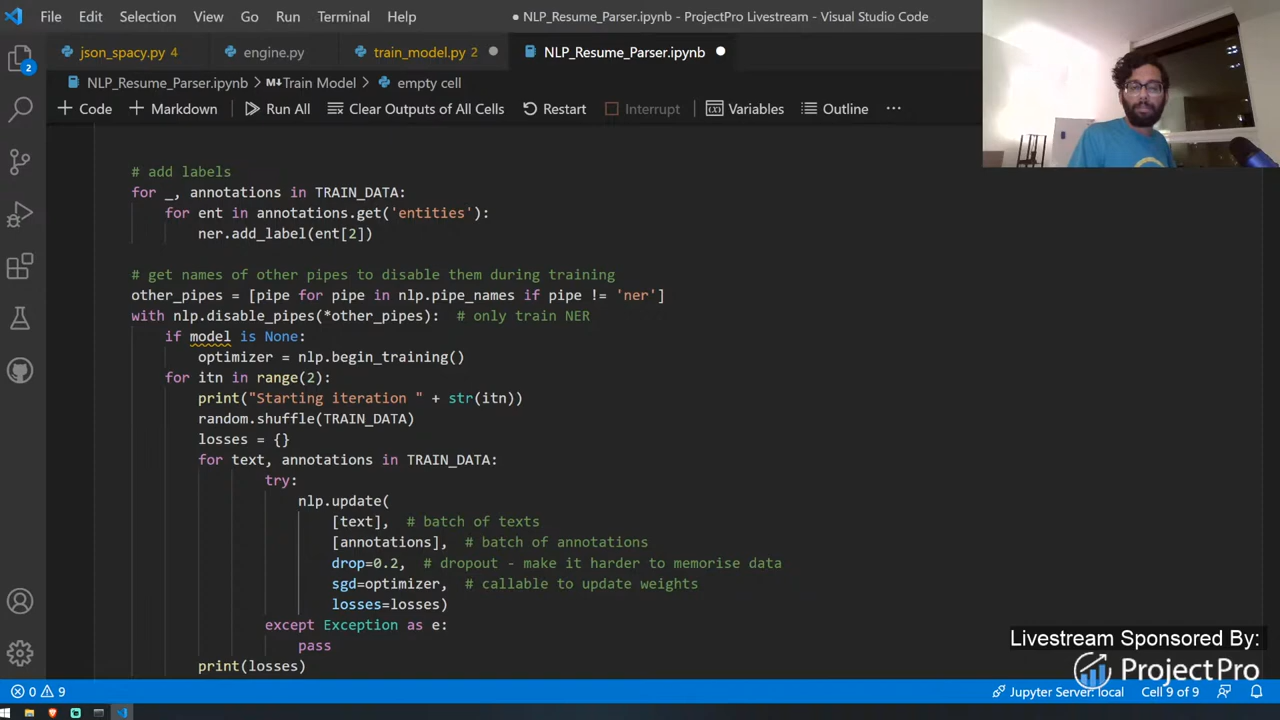 File Edit Selection View Go Run Terminal Help
● NLP_Resume_Parser.ipynb - ProjectPro Livestream - Visual Studio Code
json_spacy.py 4
engine.py
train_model.py 2
NLP_Resume_Parser.ipynb
2
NLP_Resume_Parser.ipynb > M↓Train Model > empty cell
+ Code + Markdown Run All Clear Outputs of All Cells Restart Interrupt Variables Outline ...
# add labels
for _, annotations in TRAIN_DATA:
for ent in annotations.get('entities'):
ner.add_label(ent[2])
# get names of other pipes to disable them during training
other_pipes = [pipe for pipe in nlp.pipe_names if pipe != 'ner']
with nlp.disable_pipes(*other_pipes): # only train NER
if model is None:
optimizer = nlp.begin_training()
for itn in range(2):
print("Starting iteration " + str(itn))
random.shuffle(TRAIN_DATA)
losses = {}
for text, annotations in TRAIN_DATA:
try:
nlp.update(
[text], # batch of texts
[annotations], # batch of annotations
drop=0.2, # dropout - make it harder to memorise data
sgd=optimizer, # callable to update weights
losses=losses)
except Exception as e:
pass
print(losses)
Livestream Sponsored By:
ProjectPro
0 9
Jupyter Server: local Cell 9 of 9